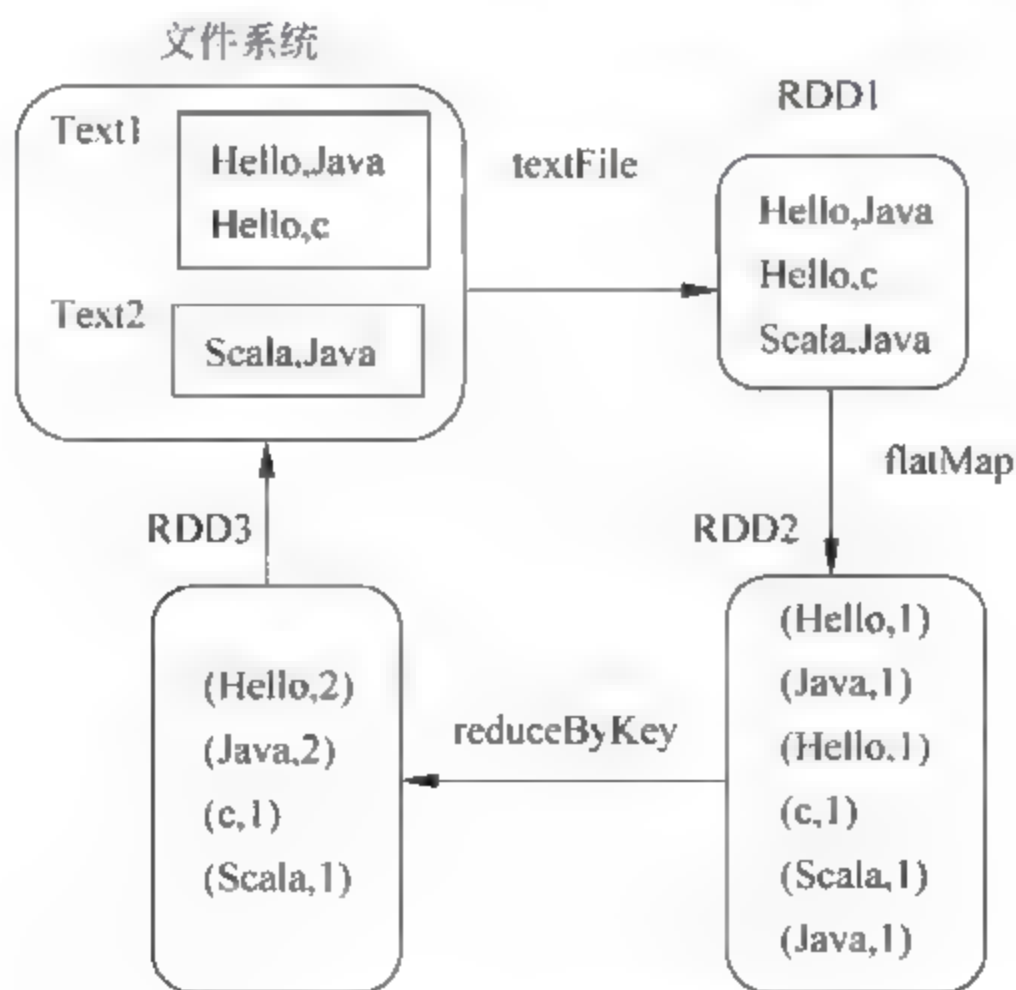 文件系统
Text1
Hello,Java
Hello,c
Text2
Scala,Java
textFile
RDD1
Hello,Java
Hello,c
Scala,Java
flatMap
RDD2
(Hello,1)
(Java,1)
(Hello,1)
(c,1)
(Scala,1)
(Java,1)
reduceByKey
RDD3
(Hello,2)
(Java,2)
(c,1)
(Scala,1)